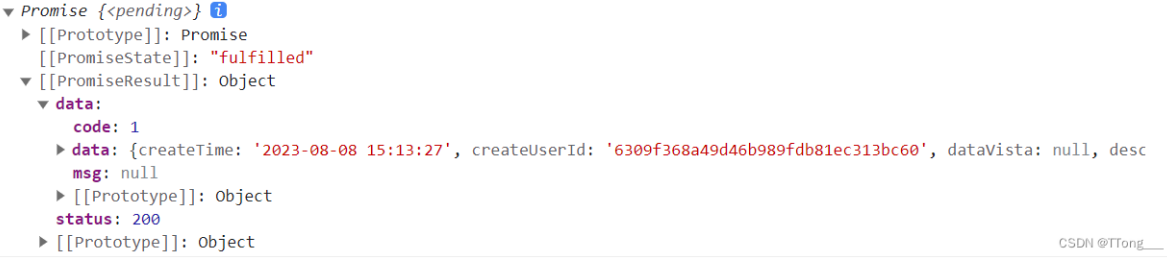 Promise {<pending>} i
[[Prototype]]: Promise
[[PromiseState]]: "fulfilled"
[[PromiseResult]]: Object
data:
code: 1
data: {createTime: '2023-08-08 15:13:27', createUserId: '6309f368a49d46b989fdb81ec313bc60', dataVista: null, desc
msg: null
[[Prototype]]: Object
status: 200
[[Prototype]]: Object
CSDN @TTong___